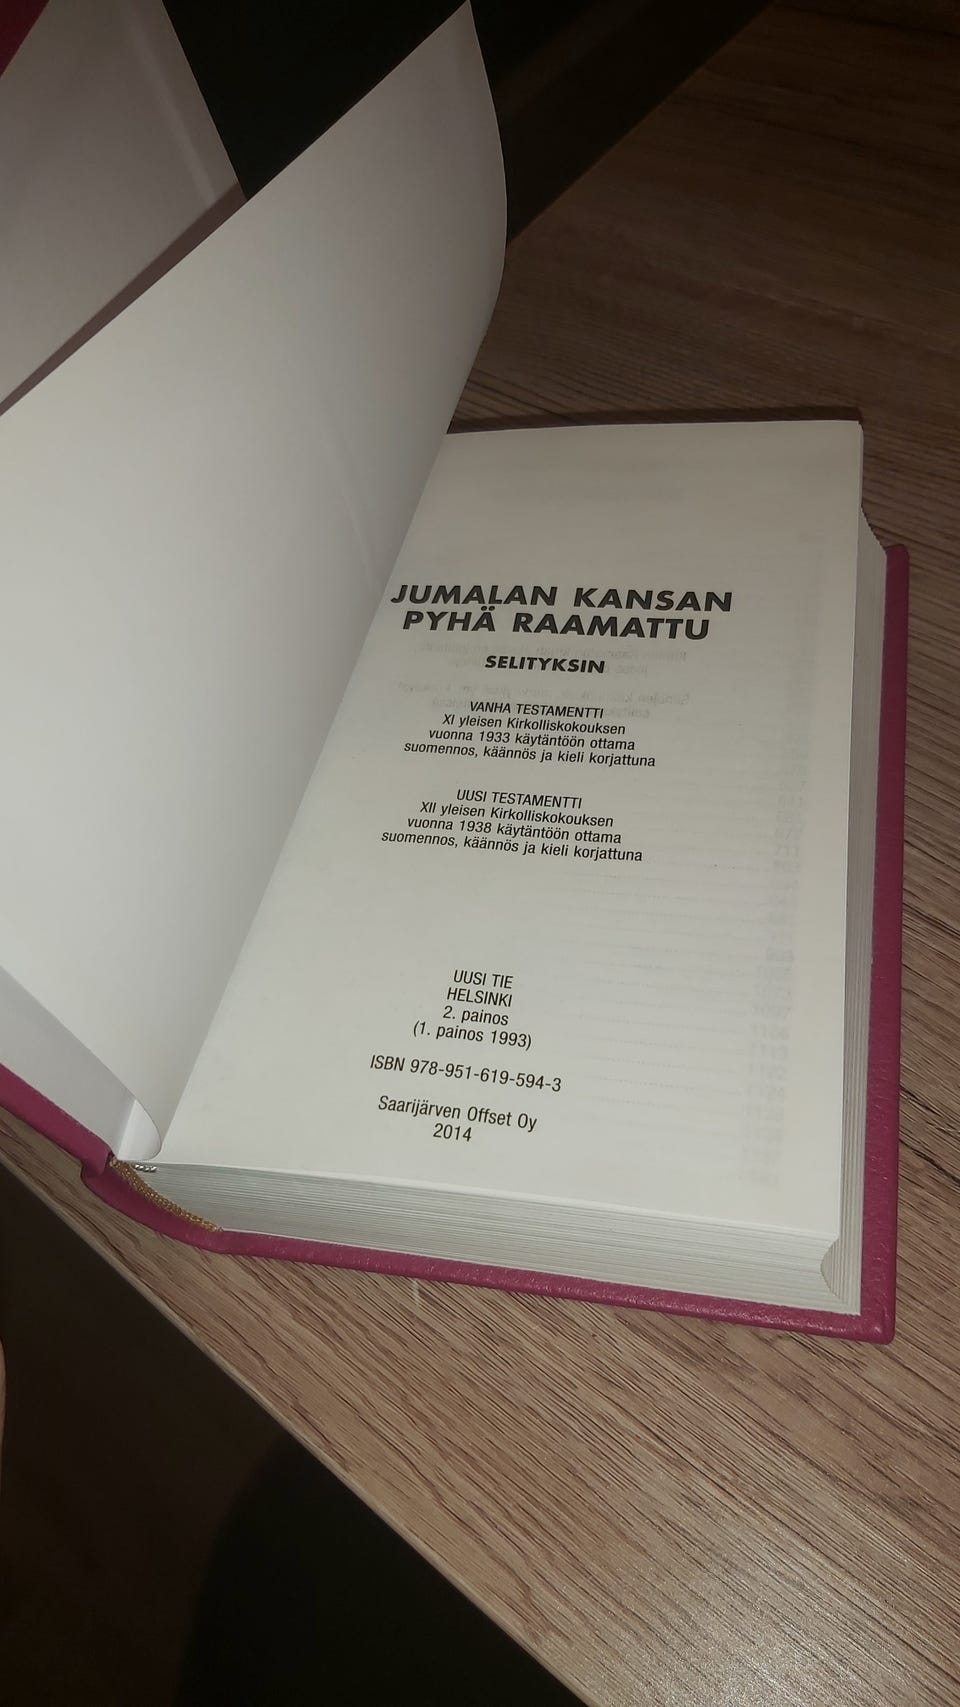 JUMALAN KANSAN
PYHÄ RAAMATTU
SELITYKSIN
VANHA TESTAMENTTI
XI yleisen Kirkolliskokouksen
vuonna 1933 käytäntöön ottama
suomennos, käännös ja kieli korjattuna
UUSI TESTAMENTTI
XII yleisen Kirkolliskokouksen
vuonna 1938 käytäntöön ottama
suomennos, käännös ja kieli korjattuna
UUSI TIE
HELSINKI
2. painos
(1. painos 1993)
ISBN 978-951-619-594-3
Saarijärven Offset Oy
2014